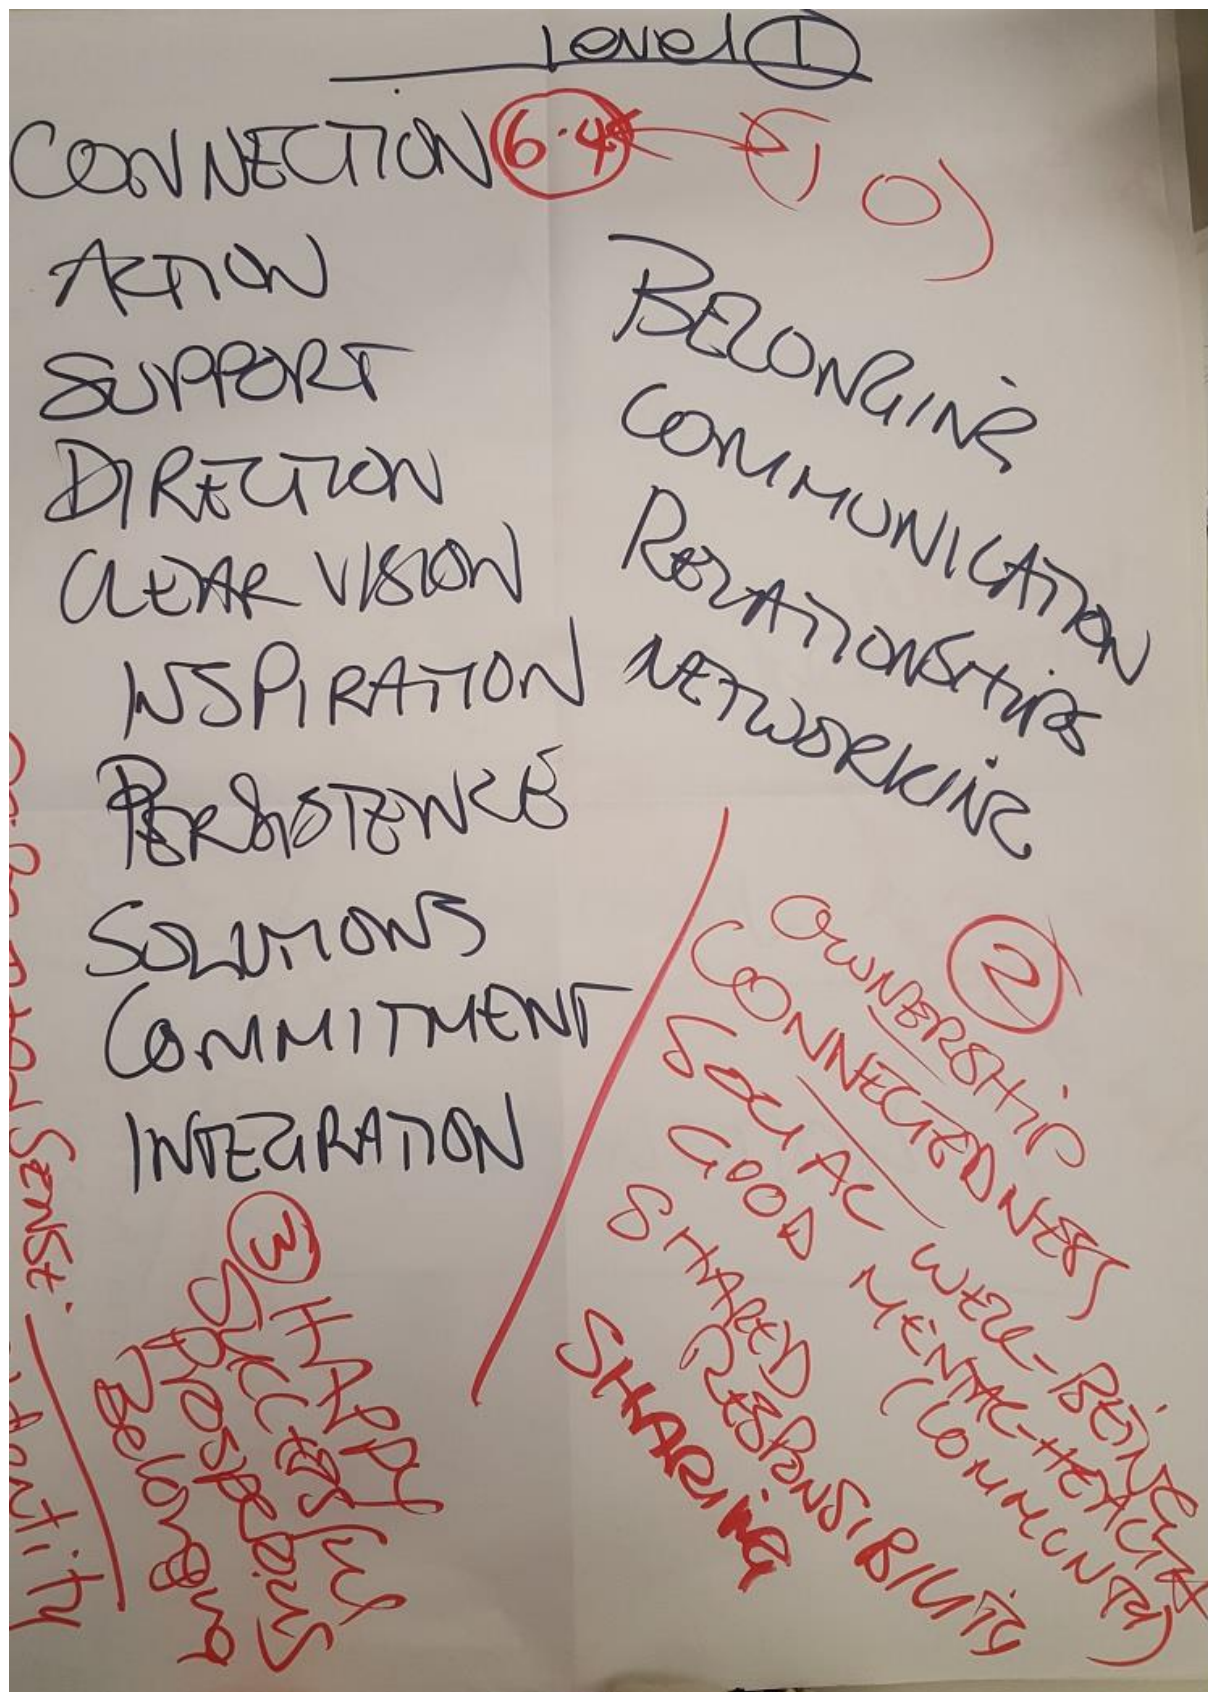 Level 1
CONNECTION 6.4 (10)
ACTION
SUPPORT
DIRECTION
CLEAR VISION
INSPIRATION
PERSISTENCE
SOLUTIONS
COMMITMENT
INTEGRATION
BELONGING
COMMUNICATION
RELATIONSHIPS
NETWORKING
2
OWNERSHIP
CONNECTEDNESS
SOCIAL WELL-BEING
GOOD MENTAL-HEALTH
(COMMUNITY)
SHARED RESPONSIBILITY
SHARING
3
HAPPY
Successful
Prosperous
Belonging
SENSE.